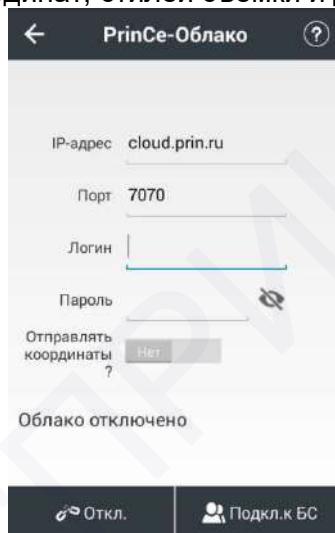 PrinCe-Облако
?
IP-адрес cloud.prin.ru
Порт 7070
Логин
Пароль
Отправлять
координаты
?
Нет
Облако отключено
Откл. Подкл.к БС